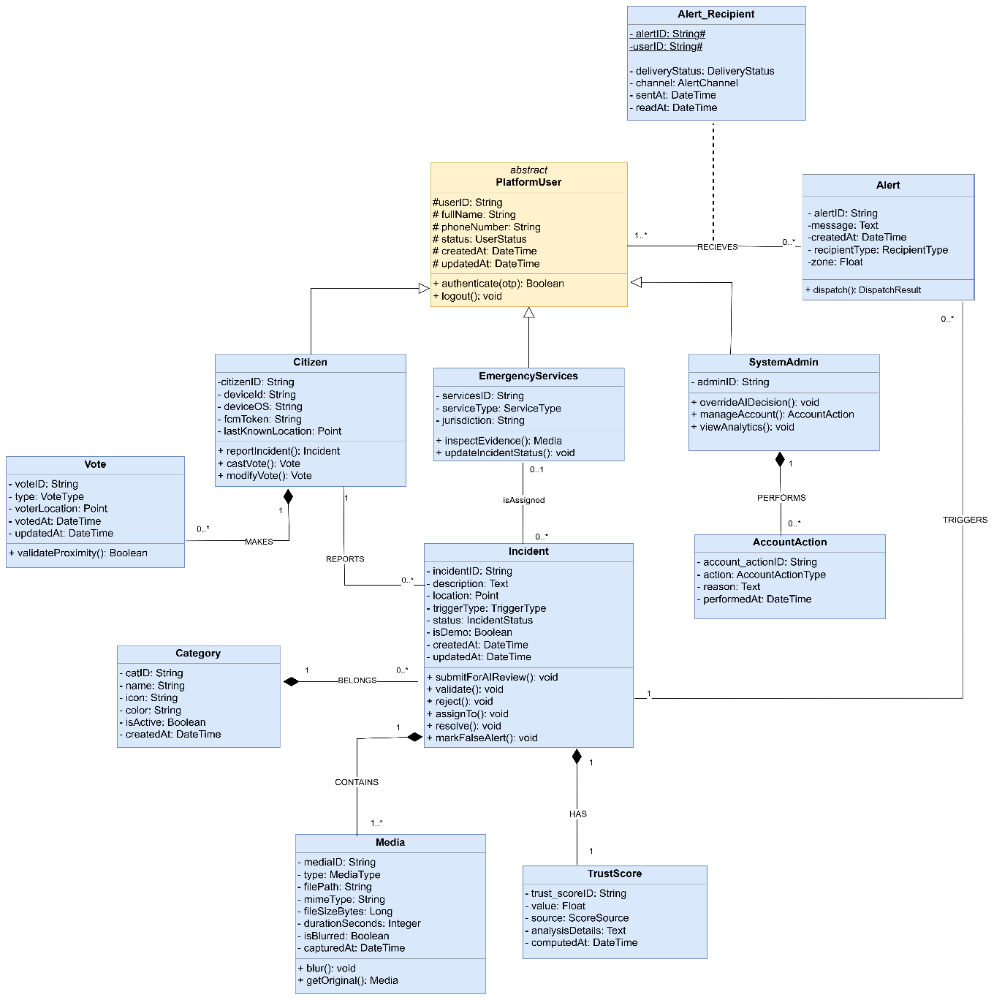 Alert_Recipient
- alertID: String#
-userID: String#
- deliveryStatus: DeliveryStatus
- channel: AlertChannel
- sentAt: DateTime
- readAt: DateTime
abstract
PlatformUser
#userID: String
# fullName: String
# phoneNumber: String
# status: UserStatus
# createdAt: DateTime
# updatedAt: DateTime
+ authenticate(otp): Boolean
+ logout(): void
1..*
RECIEVES
0..*
Alert
- alertID: String
-message: Text
-createdAt: DateTime
- recipientType: RecipientType
-zone: Float
+ dispatch(): DispatchResult
0..*
Citizen
-citizenID: String
- deviceId: String
- deviceOS: String
- fcmToken: String
- lastKnownLocation: Point
+ reportIncident(): Incident
+ castVote(): Vote
+ modifyVote(): Vote
EmergencyServices
- servicesID: String
- serviceType: ServiceType
- jurisdiction: String
+ inspectEvidence(): Media
+ updateIncidentStatus(): void
SystemAdmin
- adminID: String
+ overrideAIDecision(): void
+ manageAccount(): AccountAction
+ viewAnalytics(): void
Vote
- voteID: String
- type: VoteType
- voterLocation: Point
- votedAt: DateTime
- updatedAt: DateTime
+ validateProximity(): Boolean
1
0..*
MAKES
1
REPORTS
0..*
0..1
isAssigned
0..*
1
PERFORMS
0..*
TRIGGERS
AccountAction
- account_actionID: String
- action: AccountActionType
- reason: Text
- performedAt: DateTime
Incident
- incidentID: String
- description: Text
- location: Point
- triggerType: TriggerType
- status: IncidentStatus
- isDemo: Boolean
- createdAt: DateTime
- updatedAt: DateTime
+ submitForAIReview(): void
+ validate(): void
+ reject(): void
+ assignTo(): void
+ resolve(): void
+ markFalseAlert(): void
1
Category
- catID: String
- name: String
- icon: String
- color: String
- isActive: Boolean
- createdAt: DateTime
1
BELONGS
0..*
1
CONTAINS
1..*
1
HAS
1
Media
- mediaID: String
- type: MediaType
- filePath: String
- mimeType: String
- fileSizeBytes: Long
- durationSeconds: Integer
- isBlurred: Boolean
- capturedAt: DateTime
+ blur(): void
+ getOriginal(): Media
TrustScore
- trust_scoreID: String
- value: Float
- source: ScoreSource
- analysisDetails: Text
- computedAt: DateTime